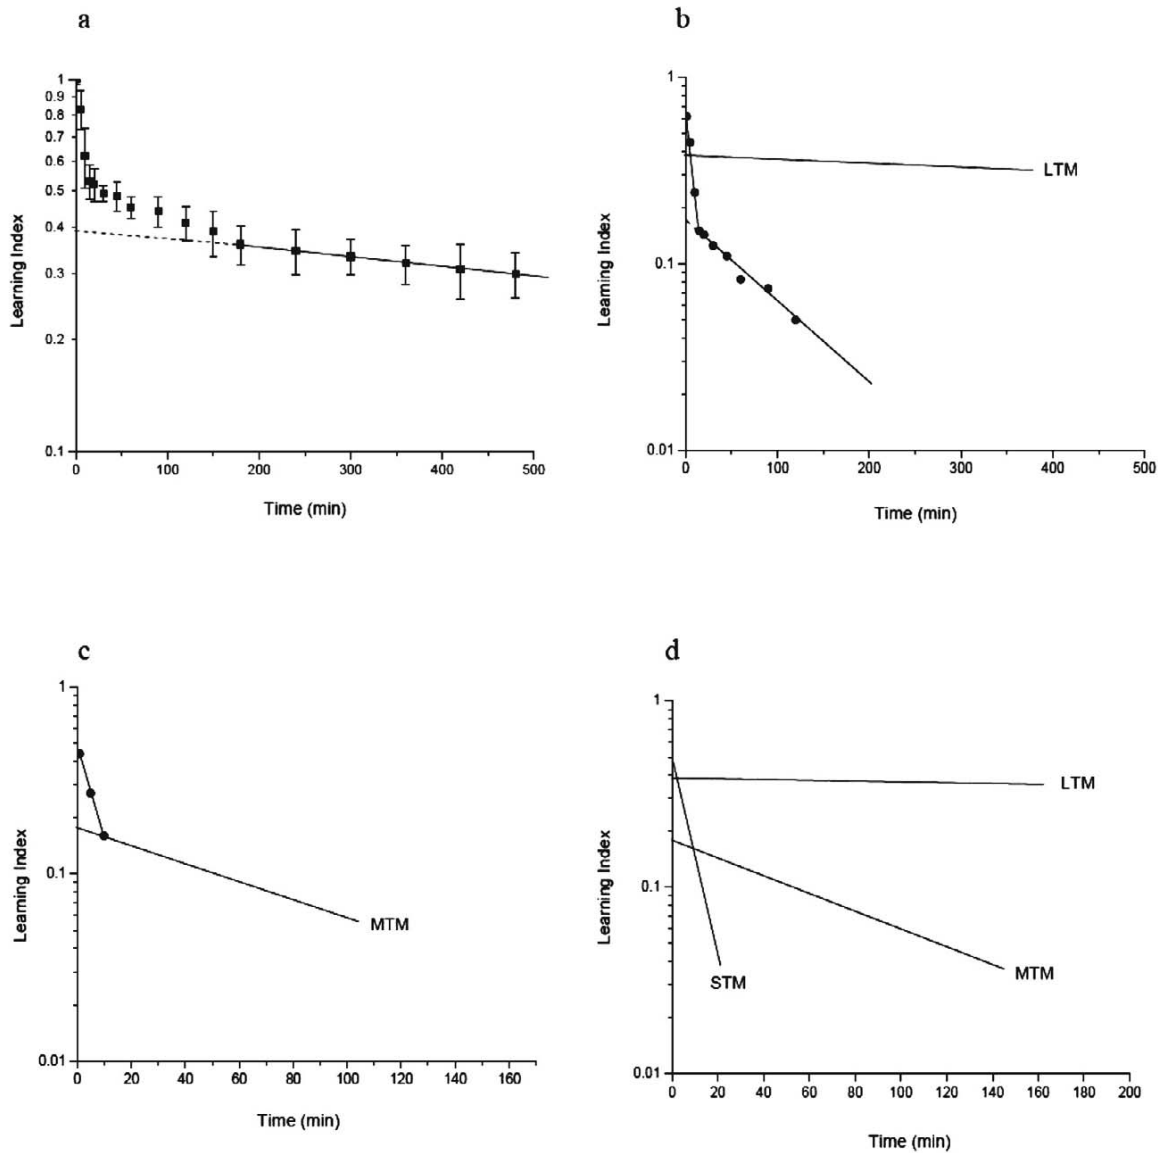 a
1
0.9
0.8
0.7
0.6
0.5
0.4
0.3
0.2
0.1
Learning Index
0 100 200 300 400 500
Time (min)
b
1
0.1
0.01
Learning Index
LTM
0 100 200 300 400 500
Time (min)
c
1
0.1
0.01
Learning Index
MTM
0 20 40 60 80 100 120 140 160
Time (min)
d
1
0.1
0.01
Learning Index
LTM
MTM
STM
0 20 40 60 80 100 120 140 160 180 200
Time (min)